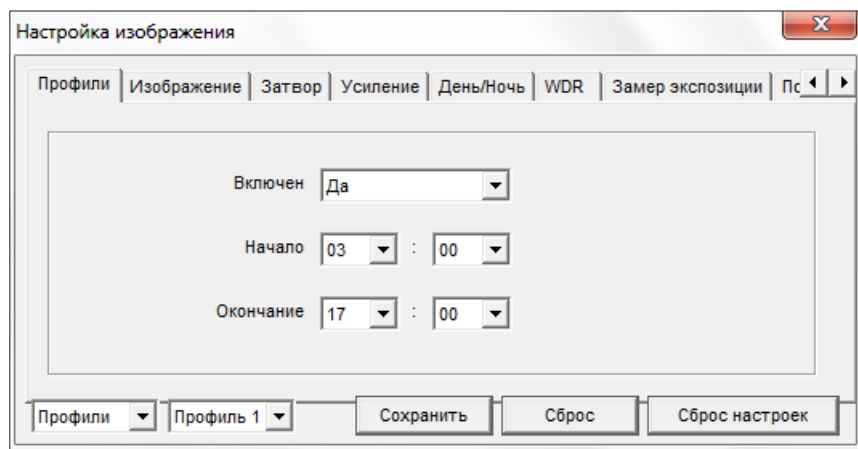 Настройка изображения
Профили Изображение Затвор Усиление День/Ночь WDR Замер экспозиции
Включен Да
Начало 03 : 00
Окончание 17 : 00
Профили Профиль 1 Сохранить Сброс Сброс настроек